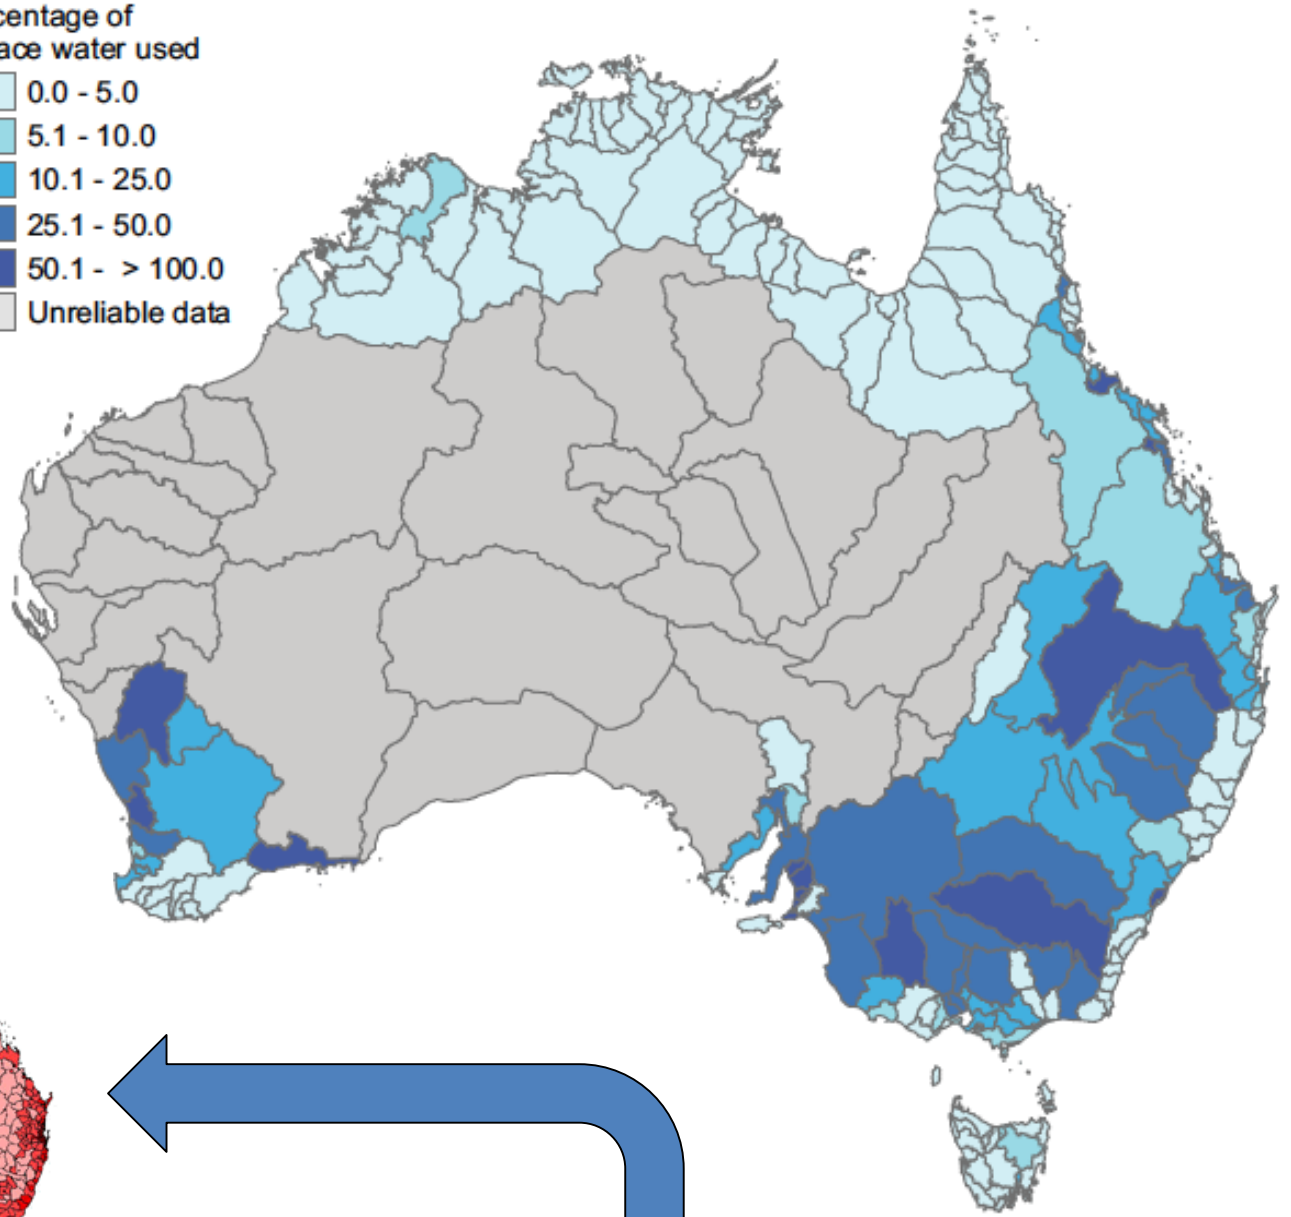 centage of
ace water used
0.0 - 5.0
5.1 - 10.0
10.1 - 25.0
25.1 - 50.0
50.1 - > 100.0
Unreliable data